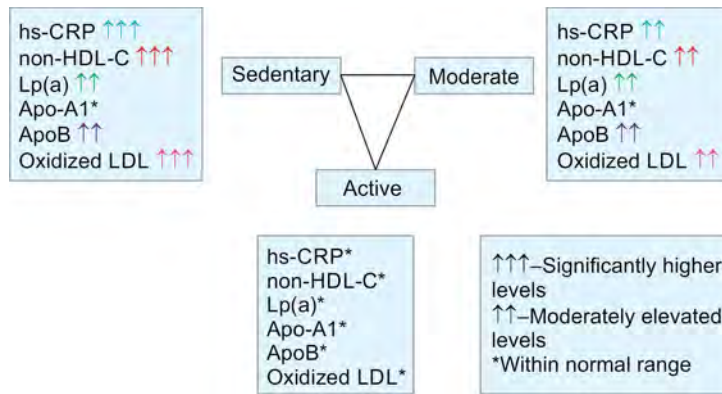 hs-CRP ↑↑↑
non-HDL-C ↑↑↑
Lp(a) ↑↑
Apo-A1*
ApoB ↑↑
Oxidized LDL ↑↑↑
Sedentary
Moderate
Active
hs-CRP ↑↑
non-HDL-C ↑↑
Lp(a) ↑↑
Apo-A1*
ApoB ↑↑
Oxidized LDL ↑↑
hs-CRP*
non-HDL-C*
Lp(a)*
Apo-A1*
ApoB*
Oxidized LDL*
↑↑↑–Significantly higher
levels
↑↑–Moderately elevated
levels
*Within normal range